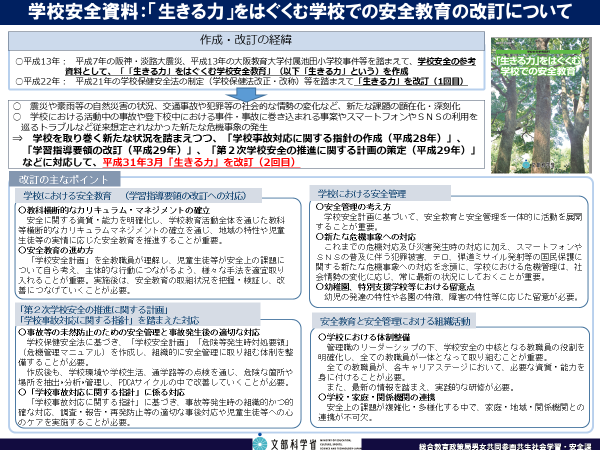 学校安全資料：「生きる力」をはぐくむ学校での安全教育の改訂について
作成・改訂の経緯
○平成13年： 平成7年の阪神・淡路大震災、平成13年の大阪教育大学付属池田小学校事件等を踏まえて、学校安全の参考
資料として、「「生きる力」をはぐくむ学校安全教育」（以下「生きる力」という）を作成
○平成22年： 平成21年の学校保健安全法の制定（学校保健法改正・改称）等を踏まえて「生きる力」を改訂（1回目）
「生きる力」をはぐくむ
学校での安全教育
○ 震災や豪雨等の自然災害の状況、交通事故や犯罪等の社会的な情勢の変化など、新たな課題の顕在化・深刻化
○ 学校における活動中の事故や登下校中における事件・事故に巻き込まれる事案やスマートフォンやＳＮＳの利用を
巡るトラブルなど従来想定されなかった新たな危機事象の発生
⇒ 学校を取り巻く新たな状況を踏まえつつ、「学校事故対応に関する指針の作成（平成28年）」、
「学習指導要領の改訂（平成29年）」、「第２次学校安全の推進に関する計画の策定（平成29年）」
などに対応して、平成31年3月「生きる力」を改訂（2回目）
改訂の主なポイント
学校における安全教育 （学習指導要領の改訂への対応）
○教科横断的なカリキュラム・マネジメントの確立
安全に関する資質・能力を明確化し、学校教育活動全体を通じた教科
等横断的なカリキュラムマネジメントの確立を通し、地域の特性や児童
生徒等の実情に応じた安全教育を推進することが重要。
○安全教育の進め方
「学校安全計画」を全教職員が理解し、児童生徒等が安全上の課題に
ついて自ら考え、主体的な行動につながるよう、様々な手法を適宜取り
入れることが重要。実施後は、安全教育の取組状況を把握・検証し、改
善につなげていくことが必要。
学校における安全管理
○安全管理の考え方
学校安全計画に基づいて、安全教育と安全管理を一体的に活動を展開
することが重要。
○新たな危機事象への対応
これまでの危機対応及び災害発生時の対応に加え、スマートフォンや
ＳＮＳの普及に伴う犯罪被害、テロ、弾道ミサイル発射等の国民保護に
関する新たな危機事象への対応を念頭に、学校における危機管理は、社
会情勢の変化に応じ、常に最新の状況にしておくことが重要。
○幼稚園、特別支援学校等における留意点
幼児の発達の特性や各園の特徴、障害の特性等に応じた留意が必要。
「第２次学校安全の推進に関する計画」
「学校事故対応に関する指針」を踏まえた対応
○事故等の未然防止のための安全管理と事故発生後の適切な対応
学校保健安全法に基づき、「学校安全計画」「危険等発生時対処要領」
（危機管理マニュアル）を作成し、組織的に安全管理に取り組む体制を整
備することが必要。
作成後も、学校環境や学校生活、通学路等の点検を通じ、危険な箇所や
場所を抽出・分析・管理し、PDCAサイクルの中で改善していくことが必要。
○「学校事故対応に関する指針」に係る対応
「学校事故対応に関する指針」に基づき、事故等発生時の組織的かつ的
確な対応、調査・報告・再発防止等の適切な事後対応や児童生徒等への心
のケアを実施することが必要。
安全教育と安全管理における組織活動
○学校における体制整備
管理職のリーダーシップの下、学校安全の中核となる教職員の役割を
明確化し、全ての教職員が一体となって取り組むことが重要。
全ての教職員が、各キャリアステージにおいて、必要な資質・能力を
身に付けることが必要。
また、最新の情報を踏まえ、実践的な研修が必要。
○学校・家庭・関係機関の連携
安全上の課題が複雑化・多様化する中で、家庭・地域・関係機関との連携
が不可欠。
文部科学省
総合教育政策局男女共同参画共生社会学習・安全課